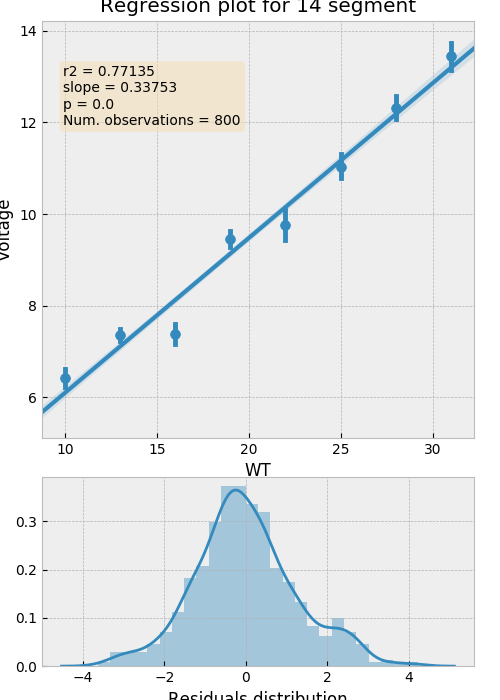 Regression plot for 14 segment
r2 = 0.77135
slope = 0.33753
p = 0.0
Num. observations = 800
14
12
10
8
6
Voltage
10 15 20 25 30
WT
0.3
0.2
0.1
0.0
−4 −2 0 2 4
Residuals distribution